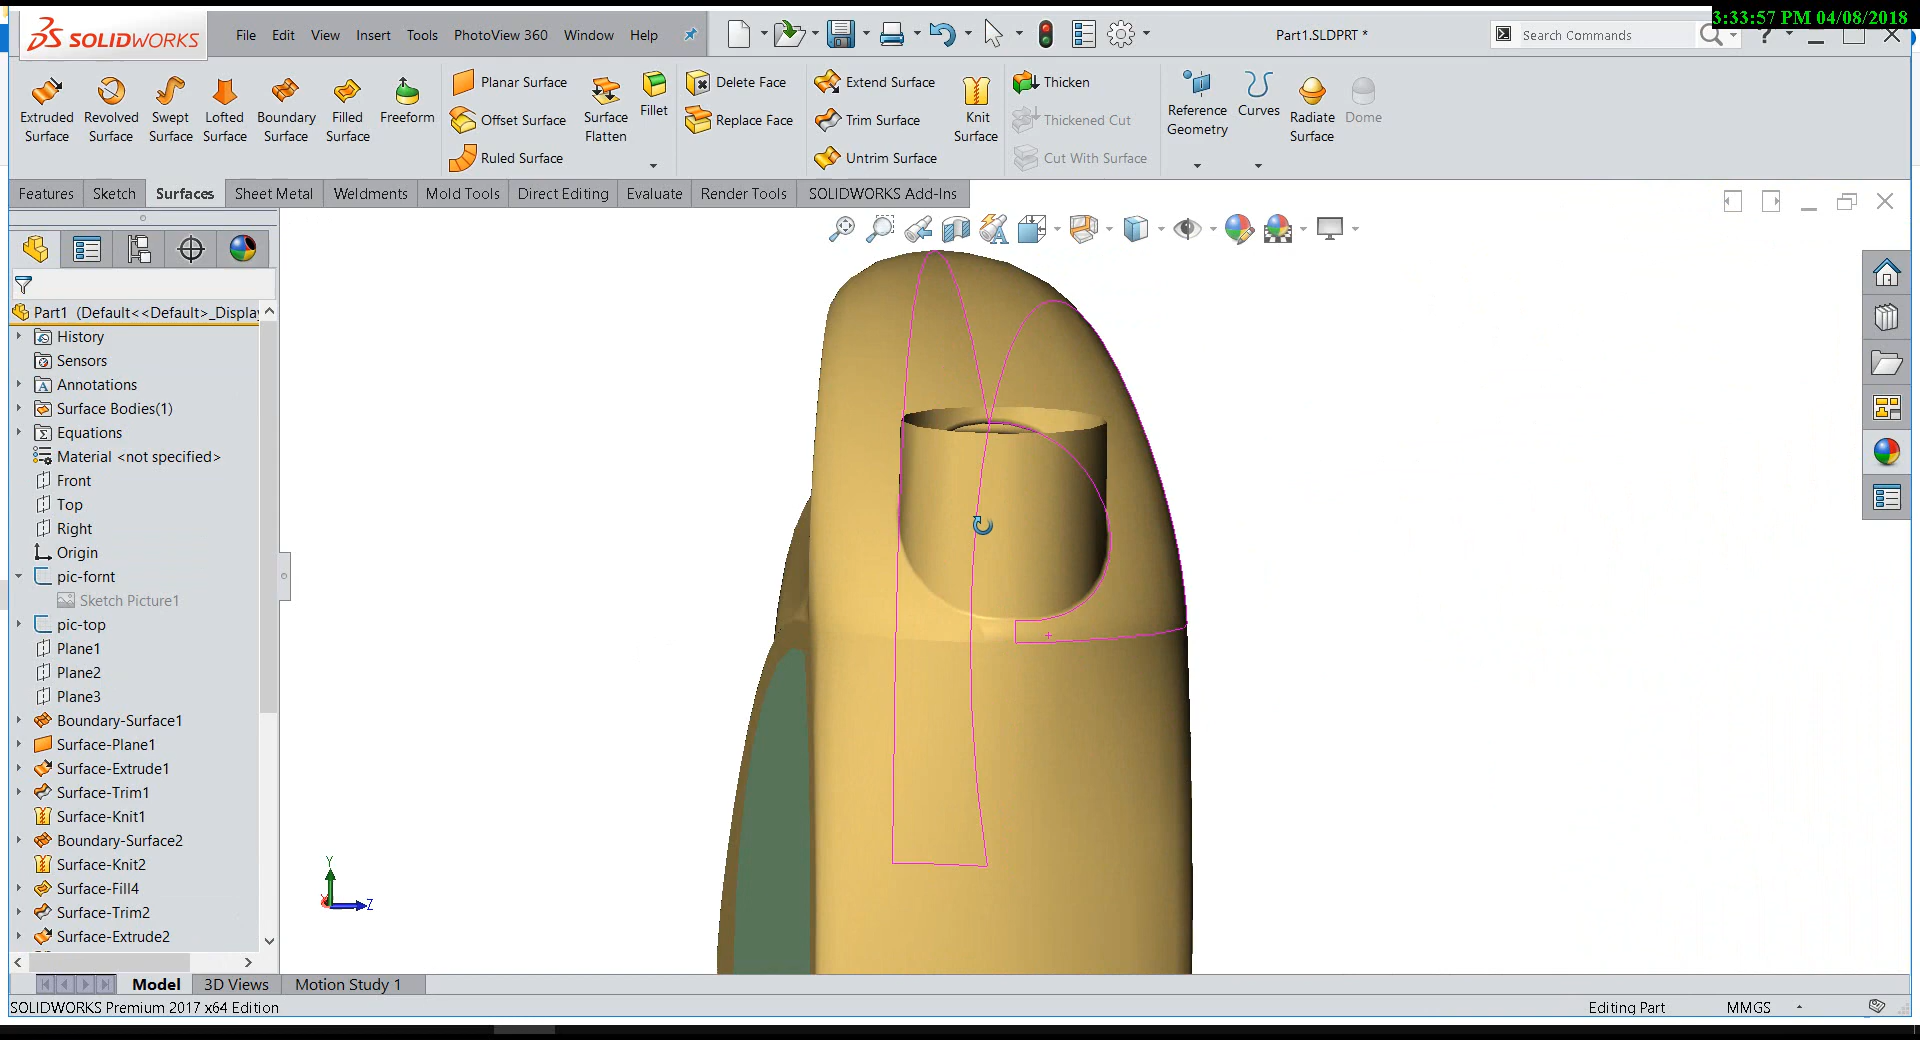 3:33:57 PM 04/08/2018
SOLIDWORKS File Edit View Insert Tools PhotoView 360 Window Help Part1.SLDPRT * Search Commands ?
Extruded Surface Revolved Surface Swept Surface Lofted Surface Boundary Surface Filled Surface Freeform
Planar Surface
Offset Surface
Ruled Surface
Surface Flatten
Fillet
Delete Face
Replace Face
Extend Surface
Trim Surface
Untrim Surface
Knit Surface
Thicken
Thickened Cut
Cut With Surface
Reference Geometry
Curves
Radiate Surface
Dome
Features Sketch Surfaces Sheet Metal Weldments Mold Tools Direct Editing Evaluate Render Tools SOLIDWORKS Add-Ins
Part1 (Default<<Default>_Display
History
Sensors
Annotations
Surface Bodies(1)
Equations
Material <not specified>
Front
Top
Right
Origin
pic-fornt
Sketch Picture1
pic-top
Plane1
Plane2
Plane3
Boundary-Surface1
Surface-Plane1
Surface-Extrude1
Surface-Trim1
Surface-Knit1
Boundary-Surface2
Surface-Knit2
Surface-Fill4
Surface-Trim2
Surface-Extrude2
Y
Z
Model 3D Views Motion Study 1
SOLIDWORKS Premium 2017 x64 Edition Editing Part MMGS